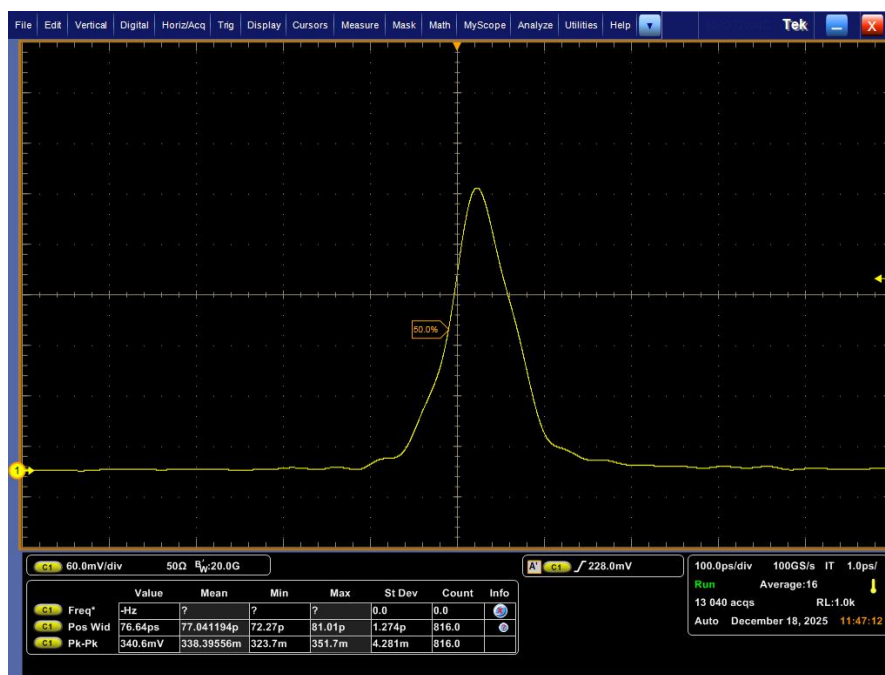 File Edit Vertical Digital Horiz/Acq Trig Display Cursors Measure Mask Math MyScope Analyze Utilities Help Tek X
50.0%
1
C1 60.0mV/div 50Ω BW:20.0G
A' C1 228.0mV
100.0ps/div 100GS/s IT 1.0ps/
Run Average:16
13 040 acqs RL:1.0k
Auto December 18, 2025 11:47:12
Value Mean Min Max St Dev Count Info
C1 Freq* -Hz ? ? ? 0.0 0.0
C1 Pos Wid 76.64ps 77.041194p 72.27p 81.01p 1.274p 816.0
C1 Pk-Pk 340.6mV 338.39556m 323.7m 351.7m 4.281m 816.0